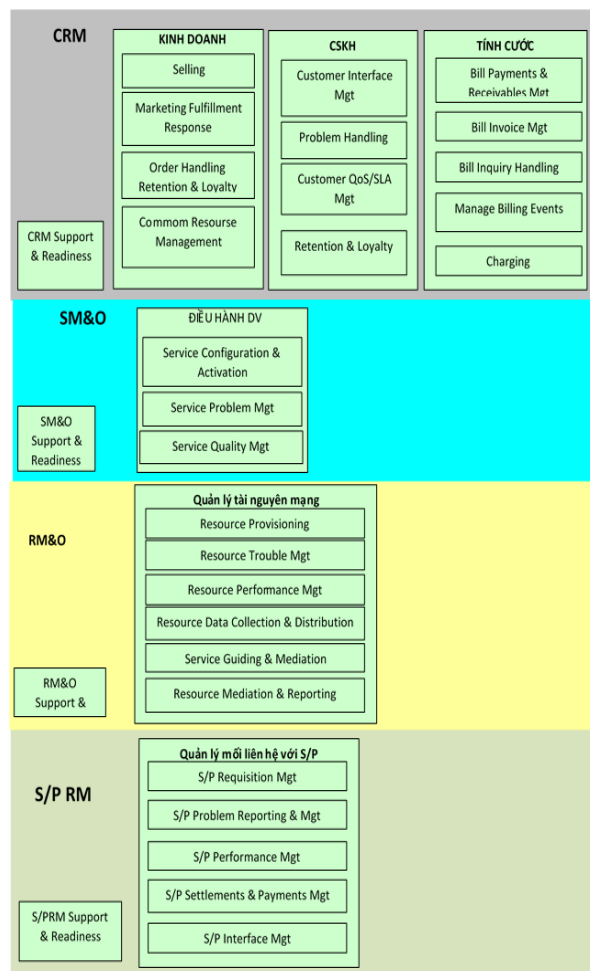 CRM
KINH DOANH
Selling
Marketing Fulfillment
Response
Order Handling
Retention & Loyalty
Commom Resourse
Management
CRM Support
& Readiness
CSKH
Customer Interface
Mgt
Problem Handling
Customer QoS/SLA
Mgt
Retention & Loyalty
TÍNH CƯỚC
Bill Payments &
Receivables Mgt
Bill Invoice Mgt
Bill Inquiry Handling
Manage Billing Events
Charging
SM&O
ĐIỀU HÀNH DV
Service Configuration &
Activation
Service Problem Mgt
Service Quality Mgt
SM&O
Support &
Readiness
RM&O
Quản lý tài nguyên mạng
Resource Provisioning
Resource Trouble Mgt
Resource Performance Mgt
Resource Data Collection & Distribution
Service Guiding & Mediation
Resource Mediation & Reporting
RM&O
Support &
S/P RM
Quản lý mối liên hệ với S/P
S/P Requisition Mgt
S/P Problem Reporting & Mgt
S/P Performance Mgt
S/P Settlements & Payments Mgt
S/P Interface Mgt
S/PRM Support
& Readiness